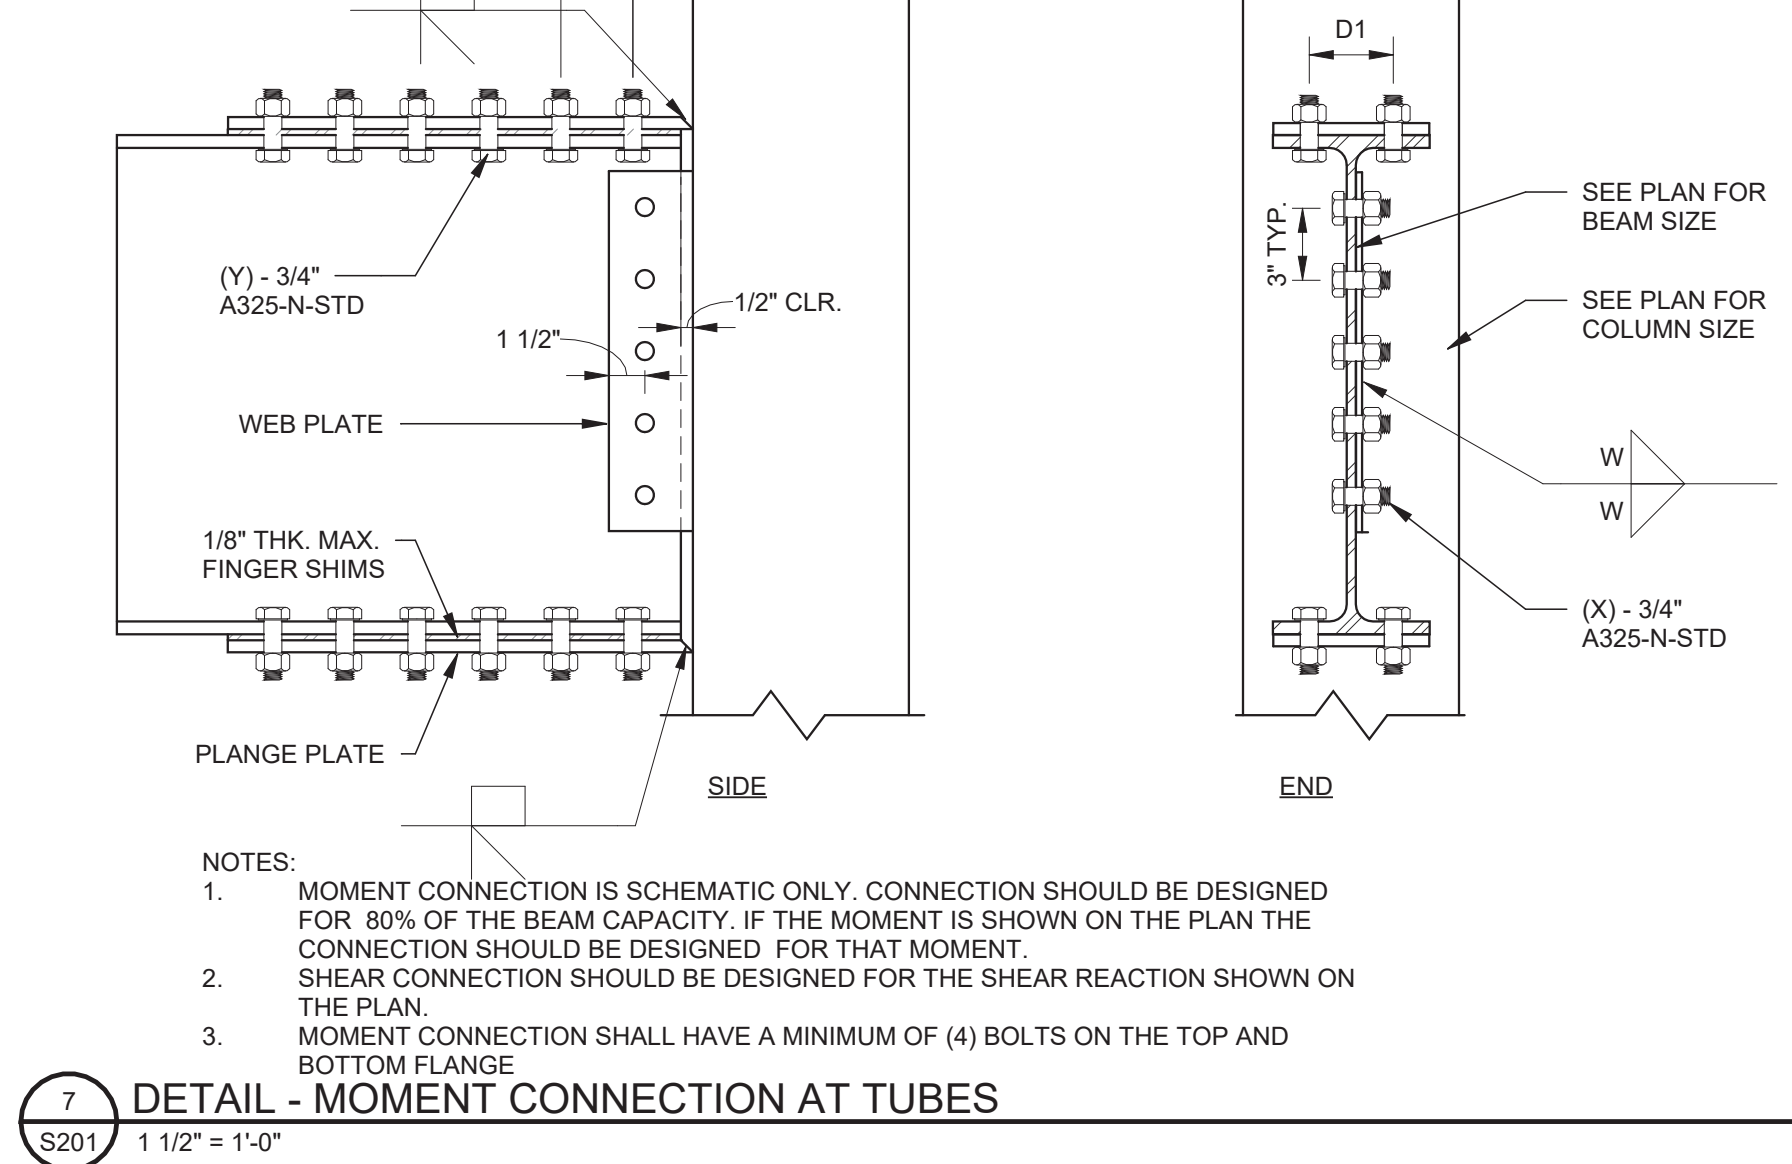 D1
SEE PLAN FOR
BEAM SIZE
3" TYP.
(Y) - 3/4"
A325-N-STD
1/2" CLR.
SEE PLAN FOR
COLUMN SIZE
1 1/2"
WEB PLATE
W
W
1/8" THK. MAX.
FINGER SHIMS
(X) - 3/4"
A325-N-STD
PLANGE PLATE
SIDE
END
NOTES:
1. MOMENT CONNECTION IS SCHEMATIC ONLY. CONNECTION SHOULD BE DESIGNED
FOR 80% OF THE BEAM CAPACITY. IF THE MOMENT IS SHOWN ON THE PLAN THE
CONNECTION SHOULD BE DESIGNED FOR THAT MOMENT.
2. SHEAR CONNECTION SHOULD BE DESIGNED FOR THE SHEAR REACTION SHOWN ON
THE PLAN.
3. MOMENT CONNECTION SHALL HAVE A MINIMUM OF (4) BOLTS ON THE TOP AND
BOTTOM FLANGE
7
DETAIL - MOMENT CONNECTION AT TUBES
S201
1 1/2" = 1'-0"